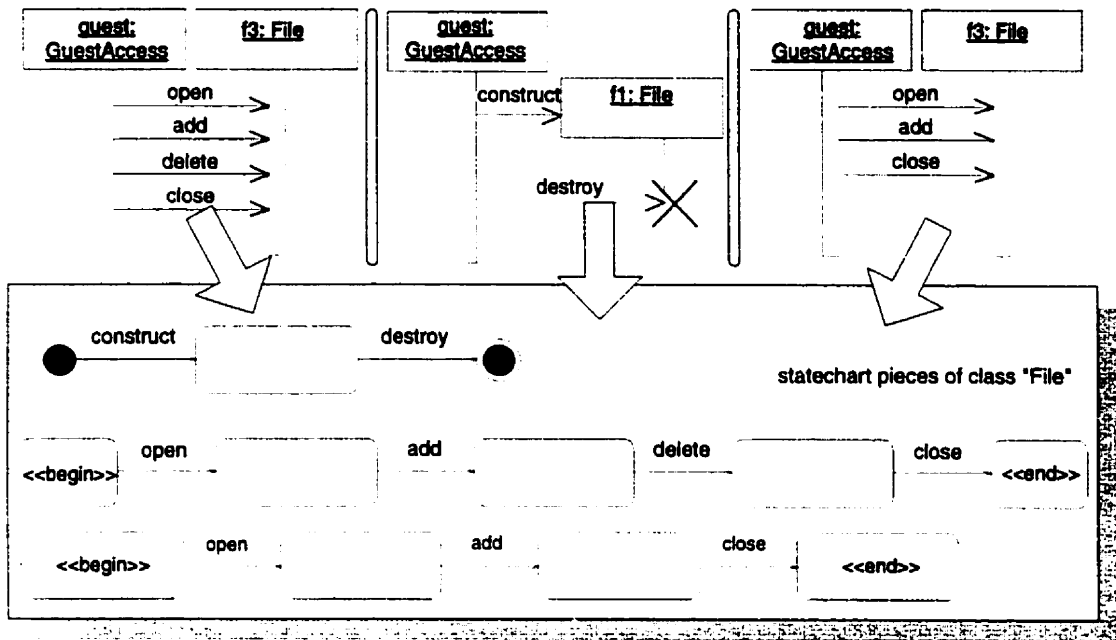 guest:
GuestAccess
f3: File
open
add
delete
close
guest:
GuestAccess
construct
f1: File
destroy
guest:
GuestAccess
f3: File
open
add
close
construct
destroy
statechart pieces of class "File"
<<begin>>
open
add
delete
close
<<end>>
<<begin>>
open
add
close
<<end>>